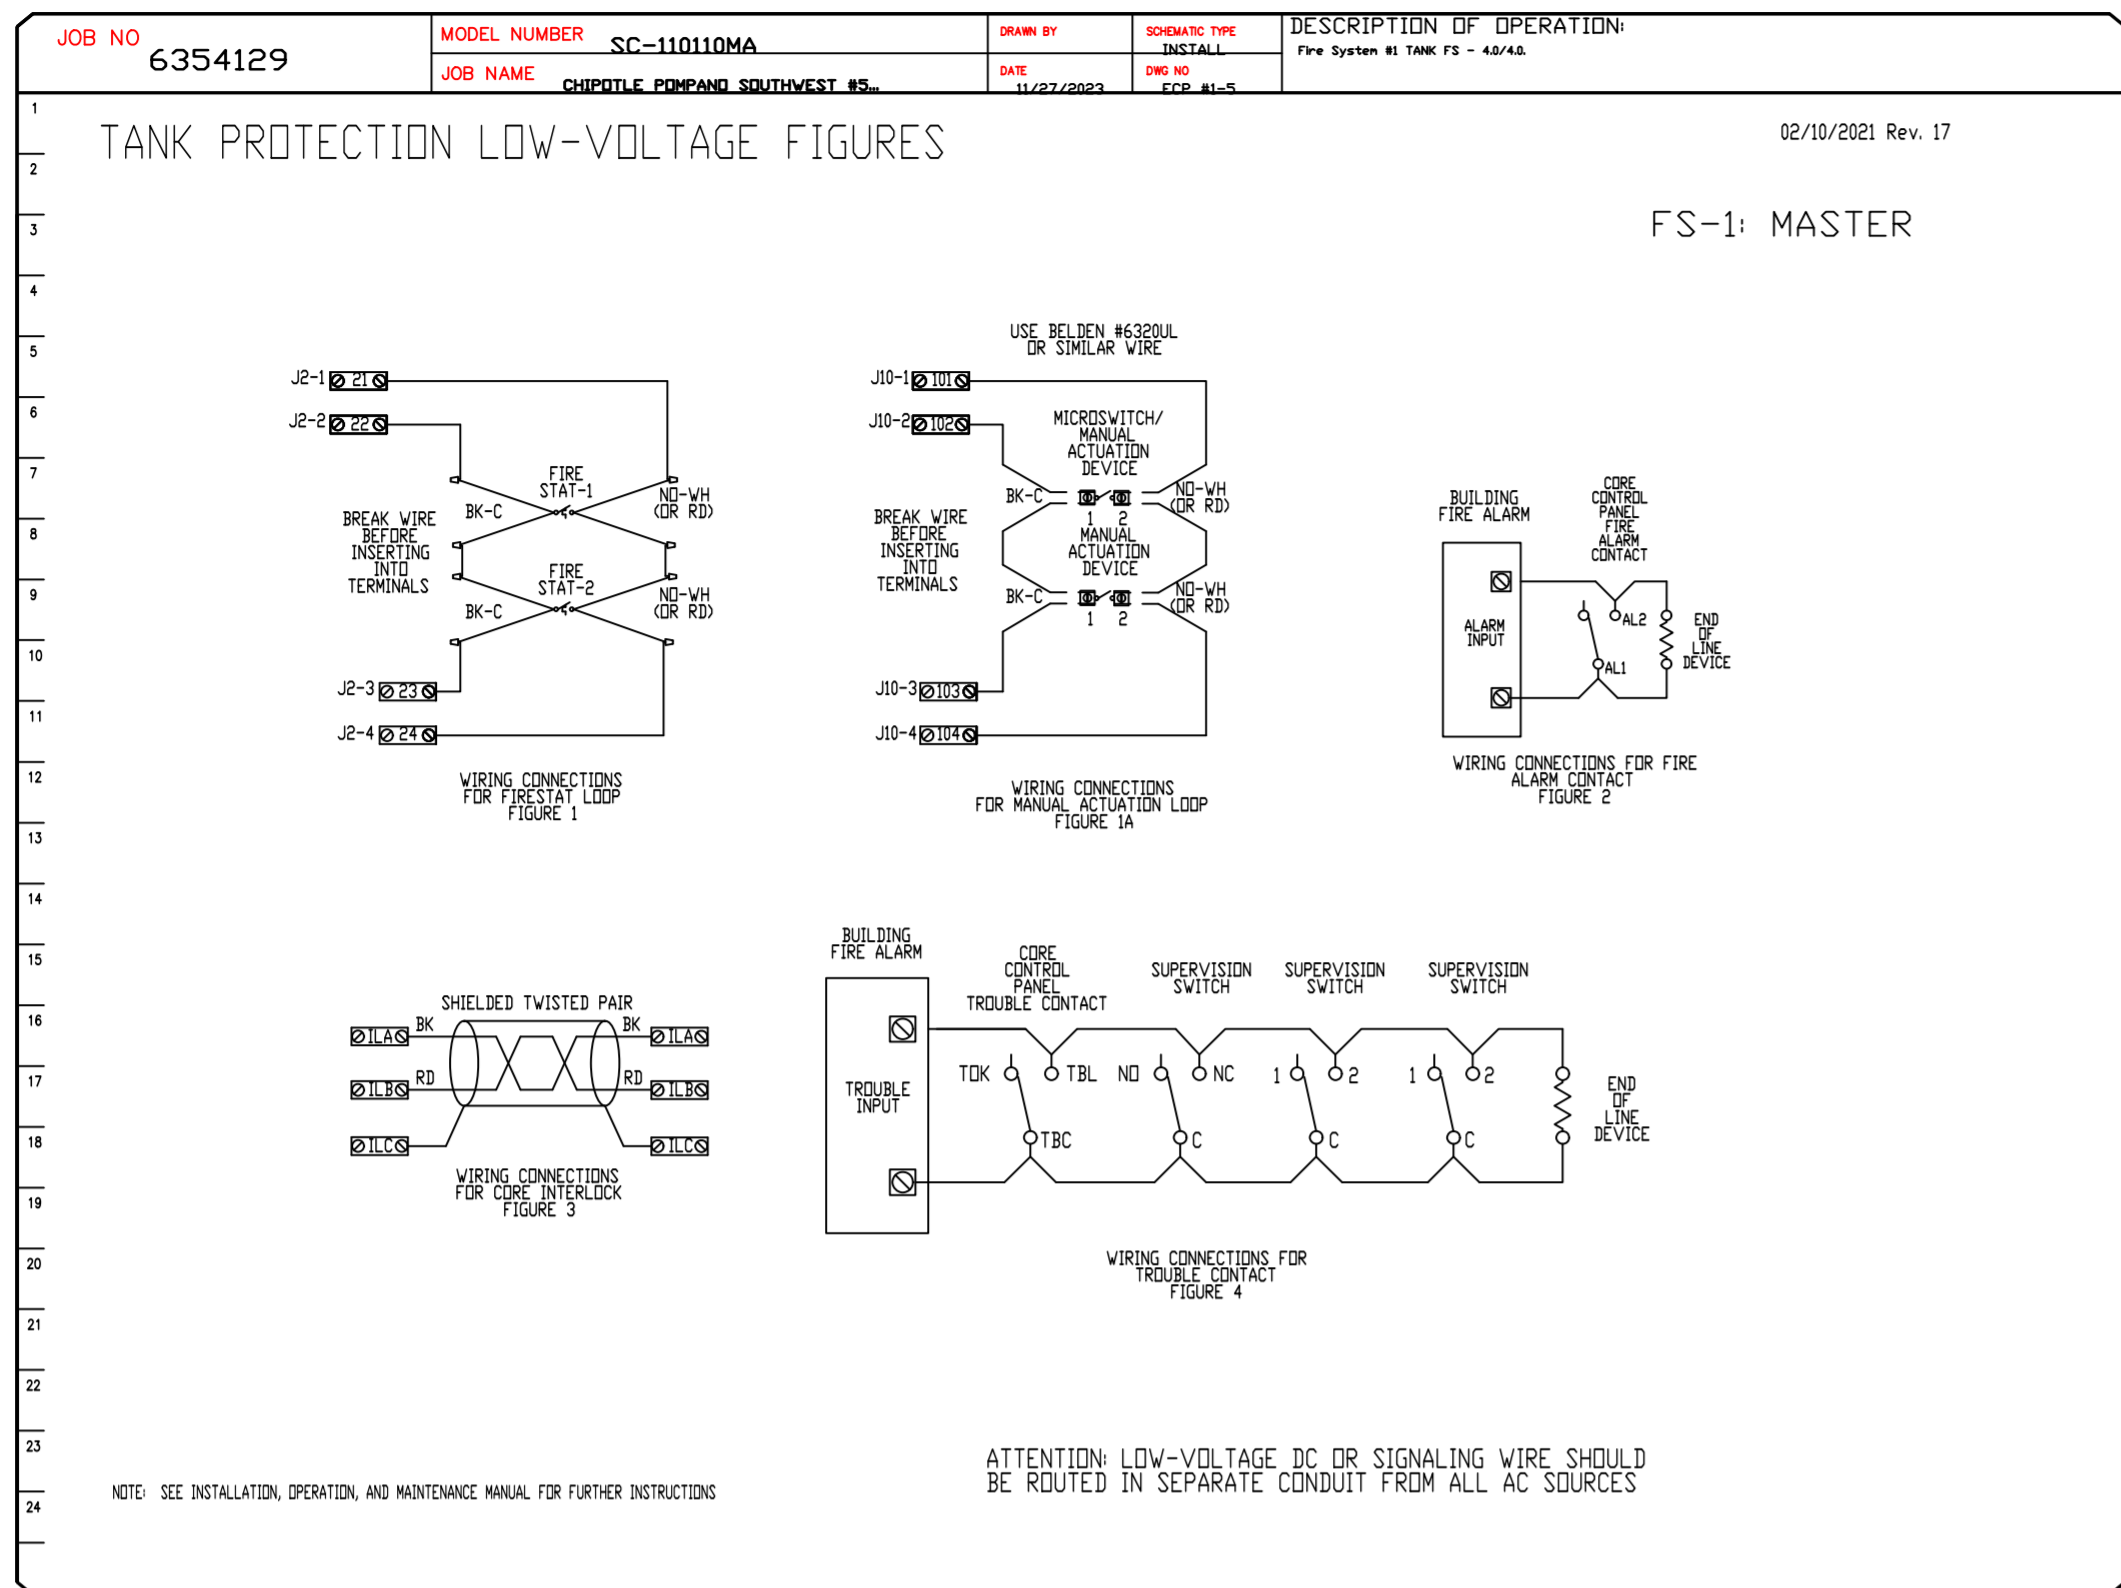 JOB NO 6354129
MODEL NUMBER SC-110110MA
JOB NAME CHIPOTLE POMPANO SOUTHWEST #5...
DRAWN BY
DATE 11/27/2023
SCHEMATIC TYPE INSTALL
DWG NO ECP #1-5
DESCRIPTION OF OPERATION:
Fire System #1 TANK FS - 4.0/4.0.
1
2
3
4
5
6
7
8
9
10
11
12
13
14
15
16
17
18
19
20
21
22
23
24
TANK PROTECTION LOW-VOLTAGE FIGURES
02/10/2021 Rev. 17
FS-1: MASTER
J2-1 21
J2-2 22
FIRE
STAT-1
BK-C
NO-WH
(OR RD)
BREAK WIRE
BEFORE
INSERTING
INTO
TERMINALS
FIRE
STAT-2
BK-C
NO-WH
(OR RD)
J2-3 23
J2-4 24
WIRING CONNECTIONS
FOR FIRESTAT LOOP
FIGURE 1
USE BELDEN #6320UL
OR SIMILAR WIRE
J10-1 101
J10-2 102
MICROSWITCH/
MANUAL
ACTUATION
DEVICE
BK-C
NO-WH
(OR RD)
1 2
BREAK WIRE
BEFORE
INSERTING
INTO
TERMINALS
MANUAL
ACTUATION
DEVICE
BK-C
NO-WH
(OR RD)
1 2
J10-3 103
J10-4 104
WIRING CONNECTIONS
FOR MANUAL ACTUATION LOOP
FIGURE 1A
BUILDING
FIRE ALARM
CORE
CONTROL
PANEL
FIRE
ALARM
CONTACT
ALARM
INPUT
AL2
AL1
END
OF
LINE
DEVICE
WIRING CONNECTIONS FOR FIRE
ALARM CONTACT
FIGURE 2
SHIELDED TWISTED PAIR
ILA BK BK ILA
ILB RD RD ILB
ILC ILC
WIRING CONNECTIONS
FOR CORE INTERLOCK
FIGURE 3
BUILDING
FIRE ALARM
TROUBLE
INPUT
CORE
CONTROL
PANEL
TROUBLE CONTACT
SUPERVISION
SWITCH
SUPERVISION
SWITCH
SUPERVISION
SWITCH
TOK TBL NO NC 1 2 1 2
TBC C C C
END
OF
LINE
DEVICE
WIRING CONNECTIONS FOR
TROUBLE CONTACT
FIGURE 4
NOTE: SEE INSTALLATION, OPERATION, AND MAINTENANCE MANUAL FOR FURTHER INSTRUCTIONS
ATTENTION: LOW-VOLTAGE DC OR SIGNALING WIRE SHOULD
BE ROUTED IN SEPARATE CONDUIT FROM ALL AC SOURCES